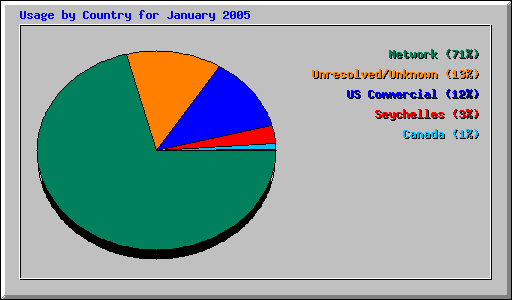 Usage by Country for January 2005
Network (71%)
Unresolved/Unknown (13%)
US Commercial (12%)
Seychelles (3%)
Canada (1%)